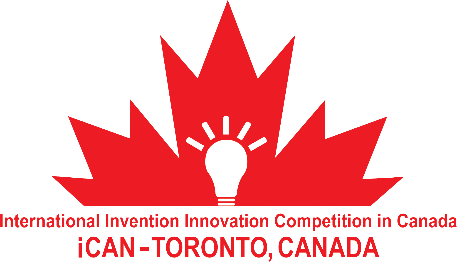 International Invention Innovation Competition in Canada
iCAN-TORONTO, CANADA